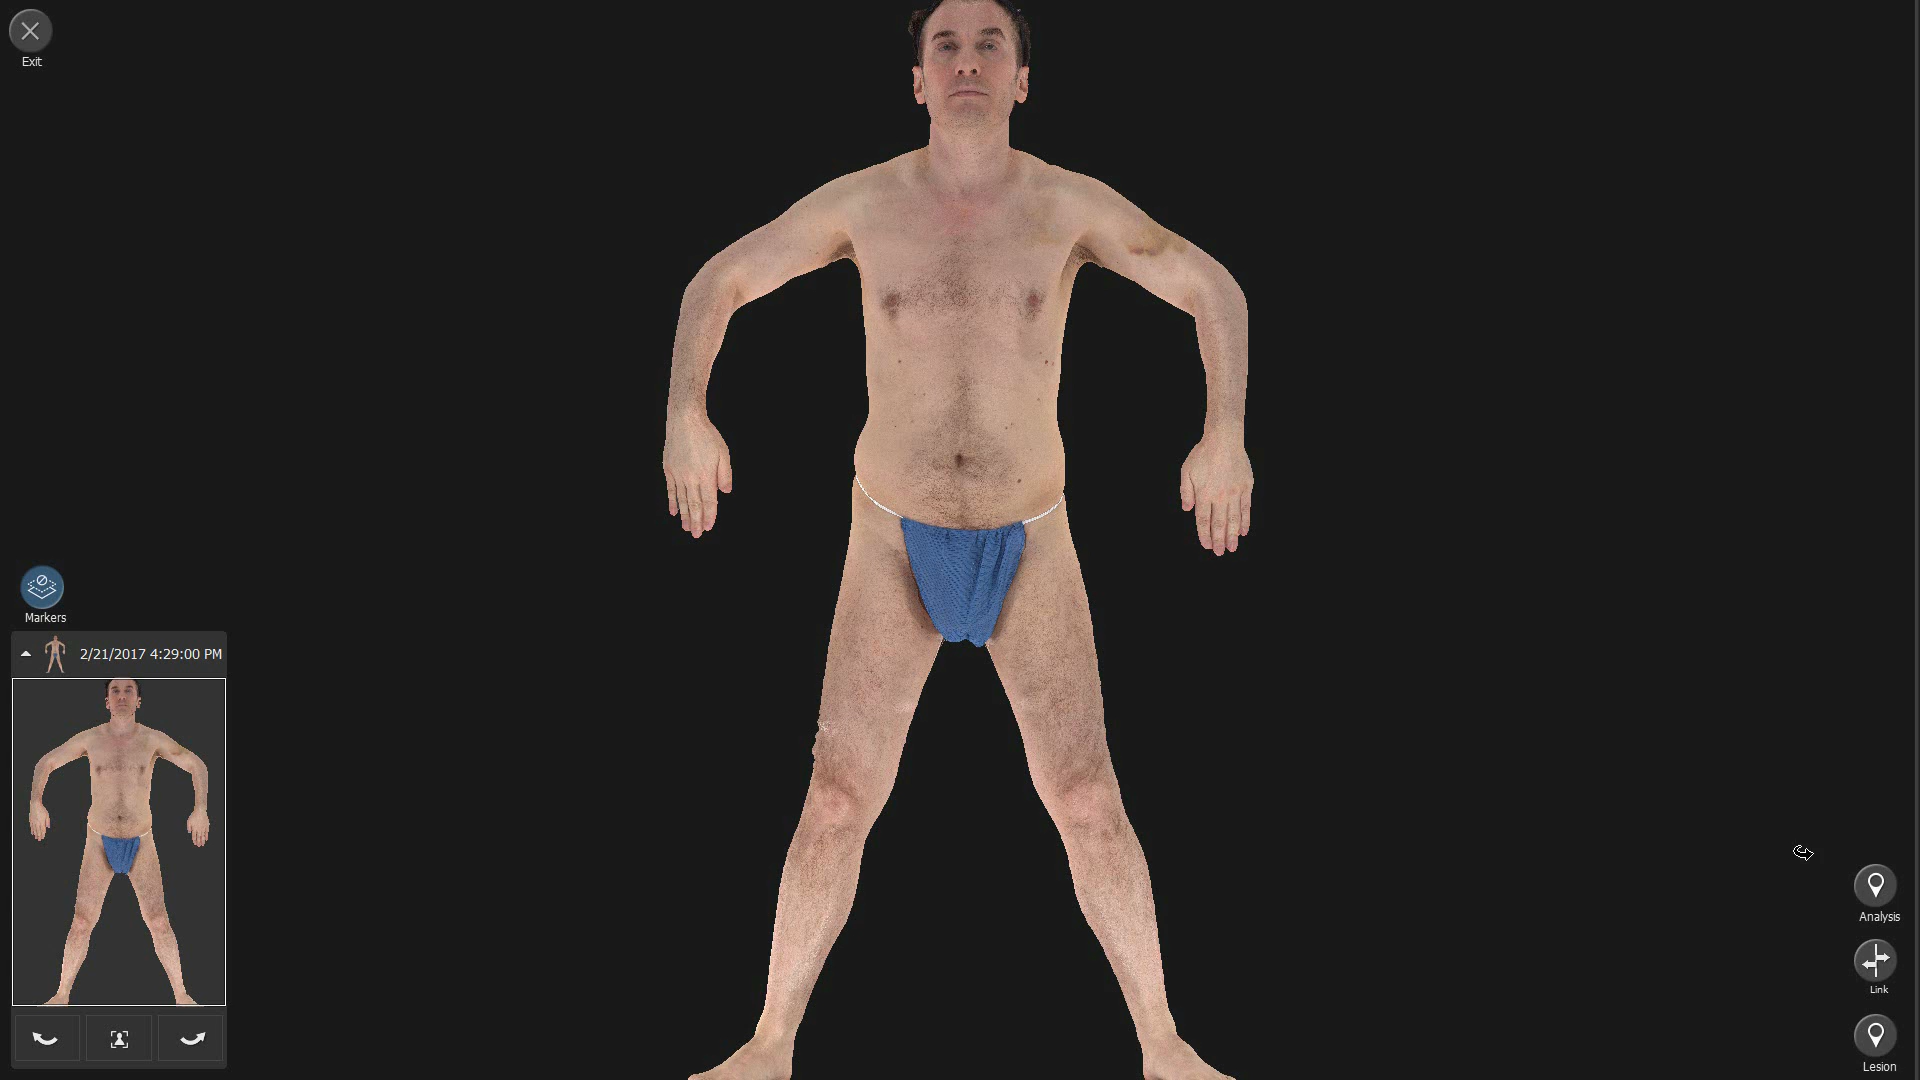 Exit
Markers
2/21/2017 4:29:00 PM
Analysis
Link
Lesion